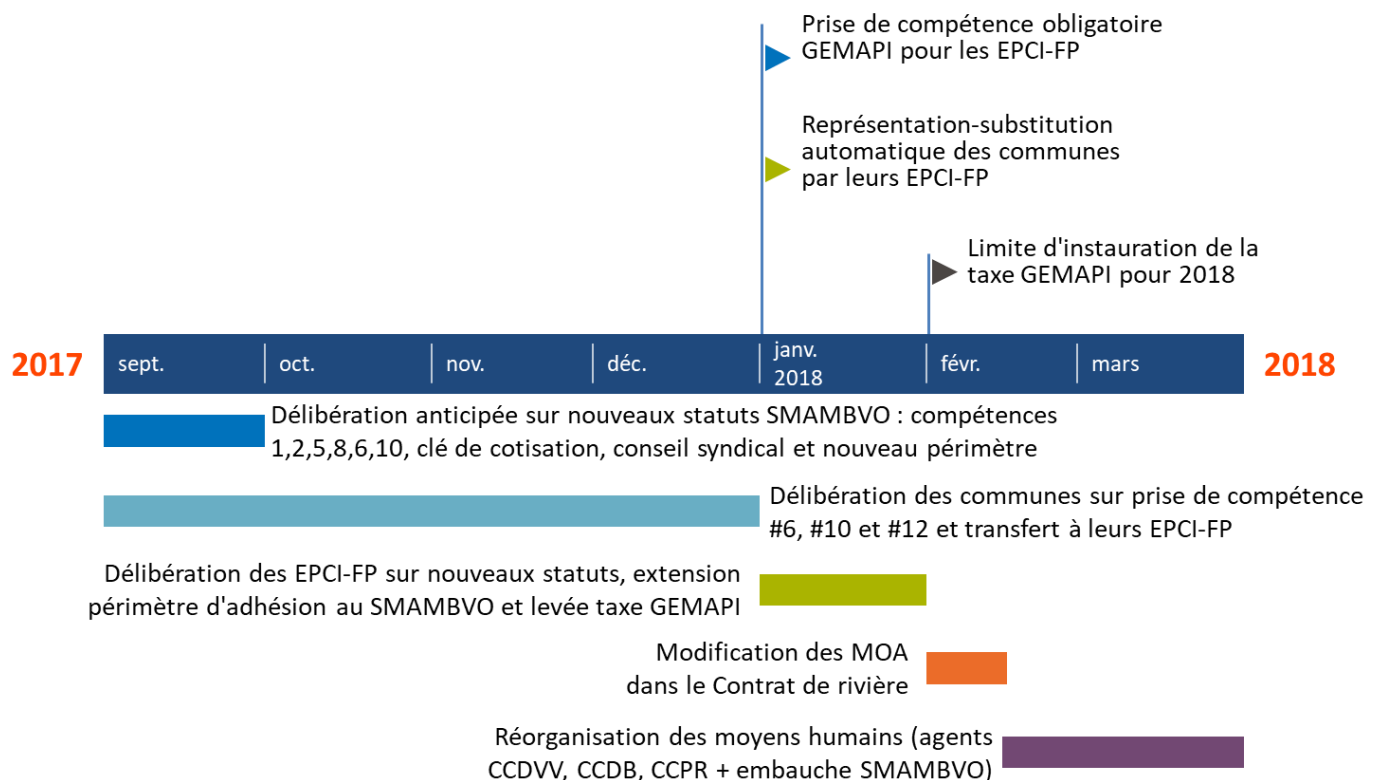 Prise de compétence obligatoire
GEMAPI pour les EPCI-FP
Représentation-substitution
automatique des communes
par leurs EPCI-FP
Limite d'instauration de la
taxe GEMAPI pour 2018
2017
sept.
oct.
nov.
déc.
janv.
2018
févr.
mars
2018
Délibération anticipée sur nouveaux statuts SMAMBVO : compétences
1,2,5,8,6,10, clé de cotisation, conseil syndical et nouveau périmètre
Délibération des communes sur prise de compétence
#6, #10 et #12 et transfert à leurs EPCI-FP
Délibération des EPCI-FP sur nouveaux statuts, extension
périmètre d'adhésion au SMAMBVO et levée taxe GEMAPI
Modification des MOA
dans le Contrat de rivière
Réorganisation des moyens humains (agents
CCDVV, CCDB, CCPR + embauche SMAMBVO)